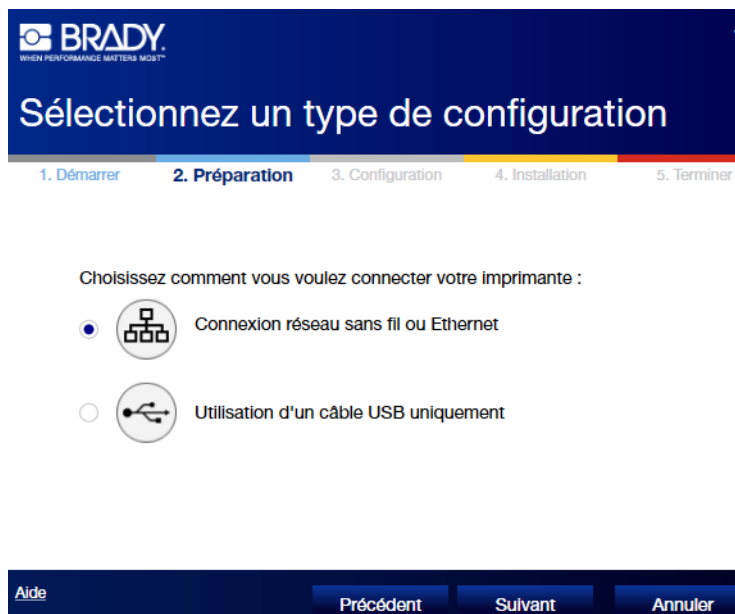 BRADY.
WHEN PERFORMANCE MATTERS MOST™
Sélectionnez un type de configuration
1. Démarrer 2. Préparation 3. Configuration 4. Installation 5. Terminer
Choisissez comment vous voulez connecter votre imprimante :
Connexion réseau sans fil ou Ethernet
Utilisation d'un câble USB uniquement
Aide Précédent Suivant Annuler